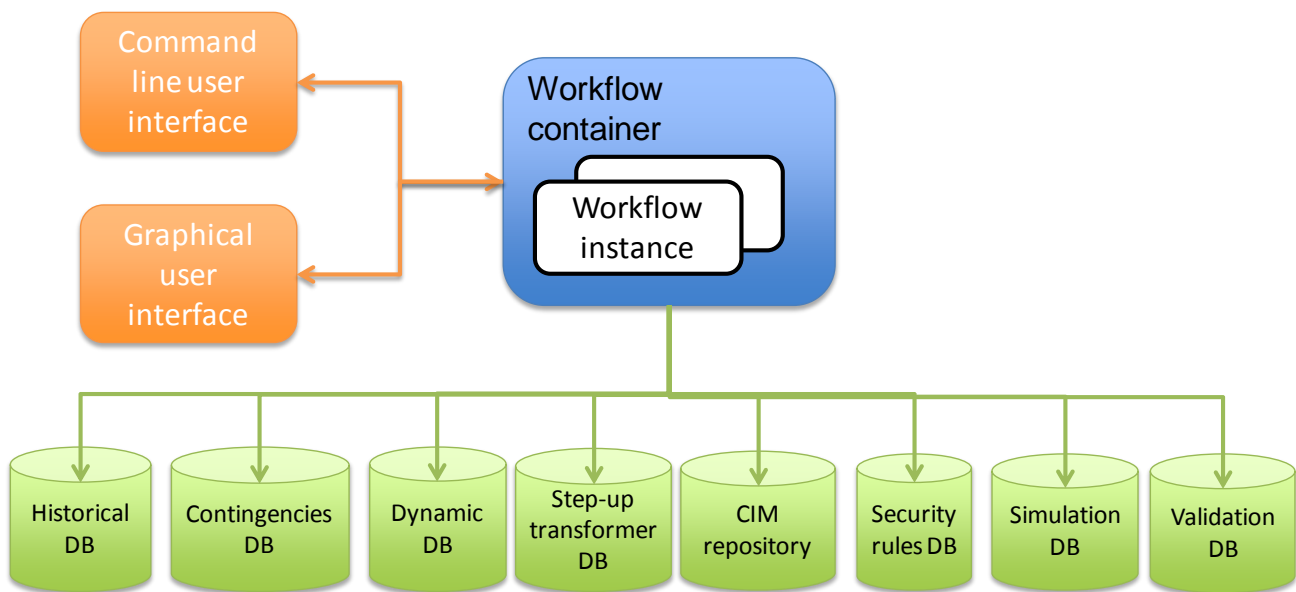 Command
line user
interface
Workflow
container
Workflow
instance
Graphical
user
interface
Historical
DB
Contingencies
DB
Dynamic
DB
Step-up
transformer
DB
CIM
repository
Security
rules DB
Simulation
DB
Validation
DB